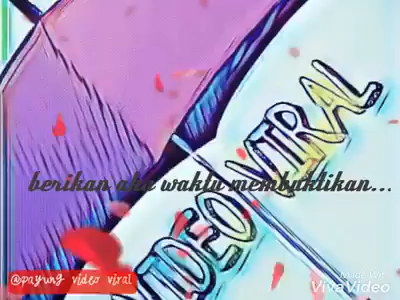 VIDEO VIRAL
berikan aku waktu membuktikan...
@payung video viral
Made With
VivaVideo